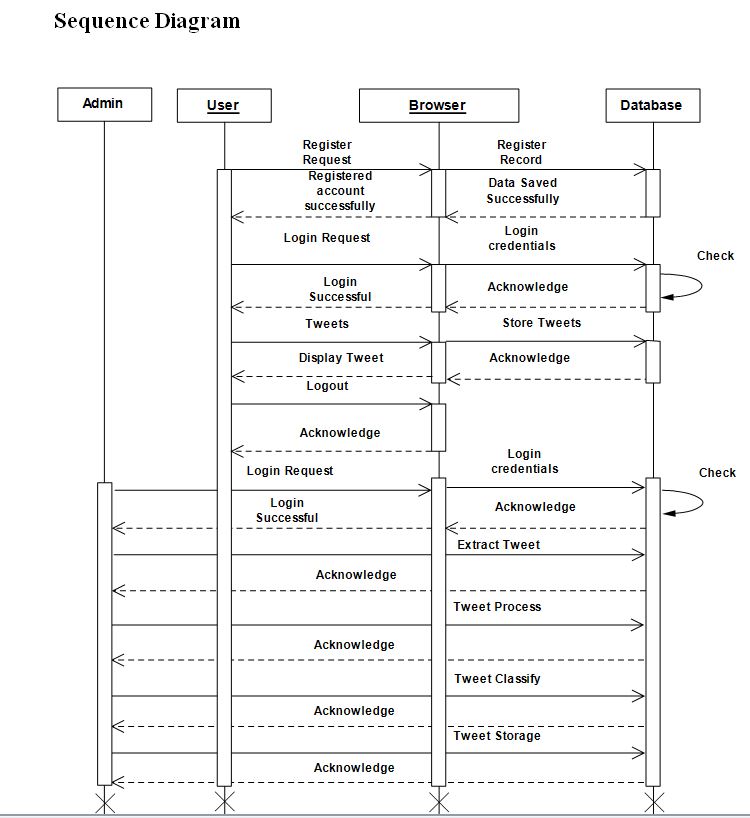 Sequence Diagram
Admin
User
Browser
Database
Register
Request
Register
Record
Registered
account
successfully
Data Saved
Successfully
Login Request
Login
credentials
Check
Login
Successful
Acknowledge
Tweets
Store Tweets
Display Tweet
Acknowledge
Logout
Acknowledge
Login Request
Login
credentials
Check
Login
Successful
Acknowledge
Extract Tweet
Acknowledge
Tweet Process
Acknowledge
Tweet Classify
Acknowledge
Tweet Storage
Acknowledge